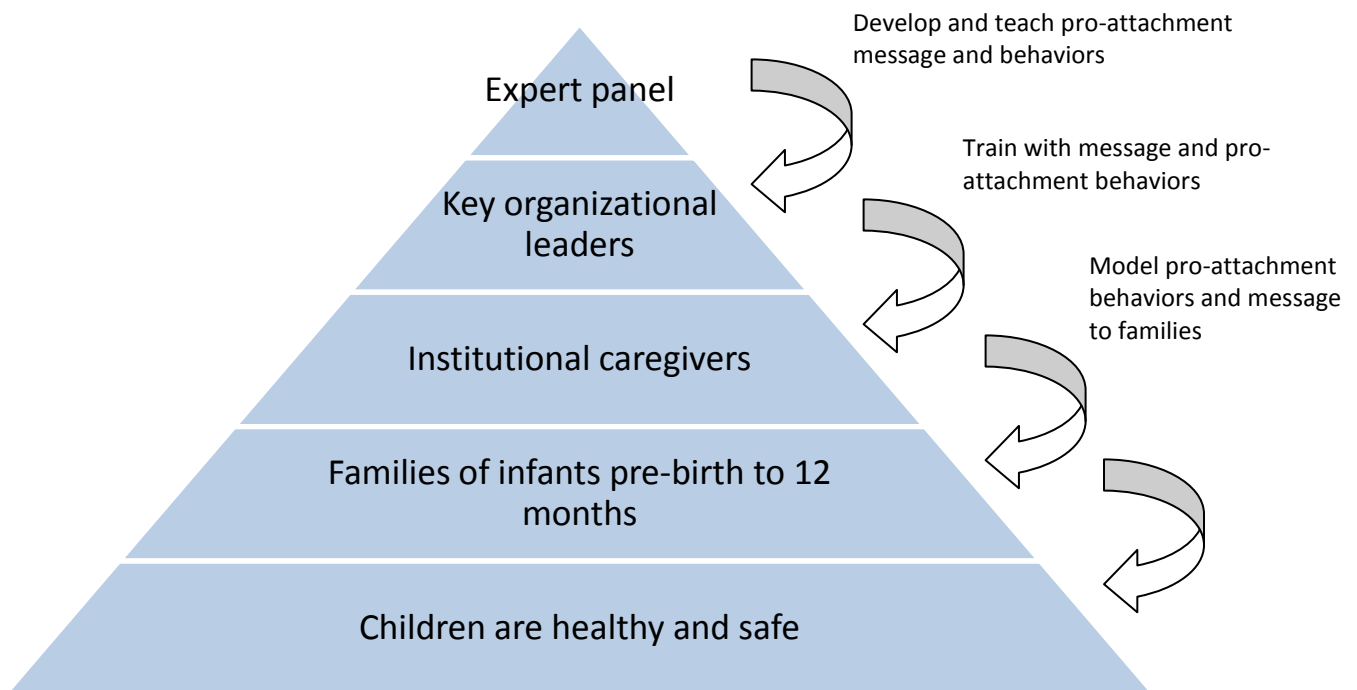 Develop and teach pro-attachment
message and behaviors
Expert panel
Train with message and pro-
attachment behaviors
Key organizational
leaders
Model pro-attachment
behaviors and message
to families
Institutional caregivers
Families of infants pre-birth to 12
months
Children are healthy and safe